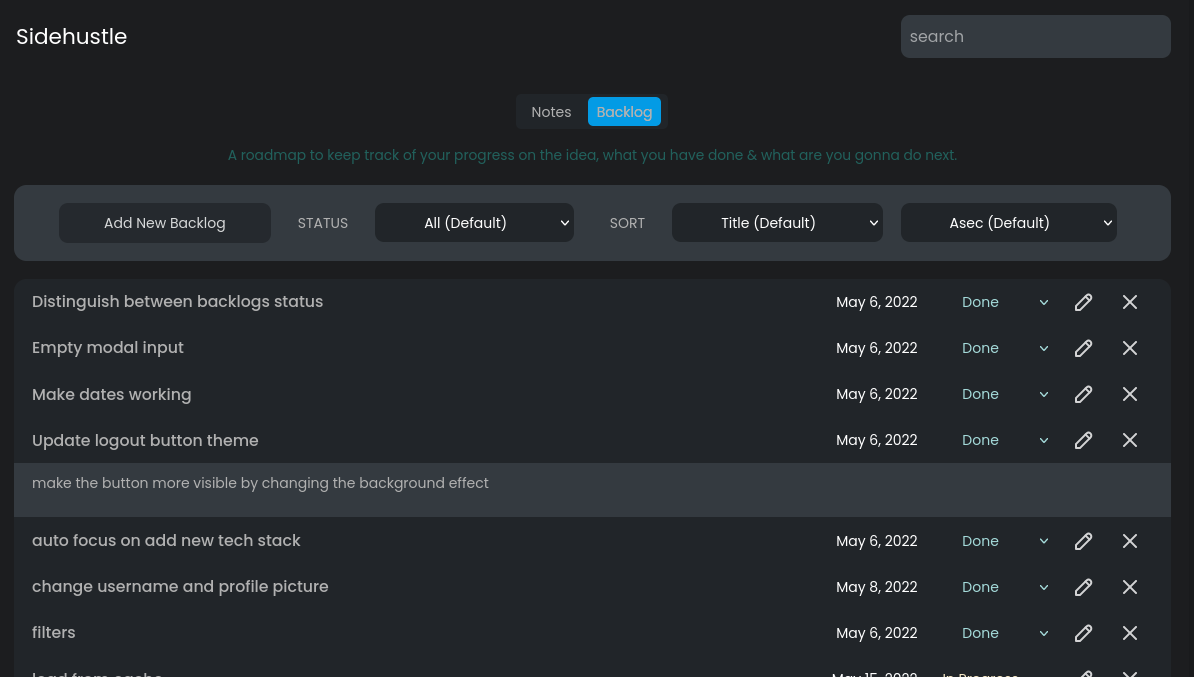 Sidehustle
search
Notes Backlog
A roadmap to keep track of your progress on the idea, what you have done & what are you gonna do next.
Add New Backlog STATUS All (Default) SORT Title (Default) Asec (Default)
Distinguish between backlogs status May 6, 2022 Done
Empty modal input May 6, 2022 Done
Make dates working May 6, 2022 Done
Update logout button theme May 6, 2022 Done
make the button more visible by changing the background effect
auto focus on add new tech stack May 6, 2022 Done
change username and profile picture May 8, 2022 Done
filters May 6, 2022 Done
load from cache May 15, 2022 In Progress